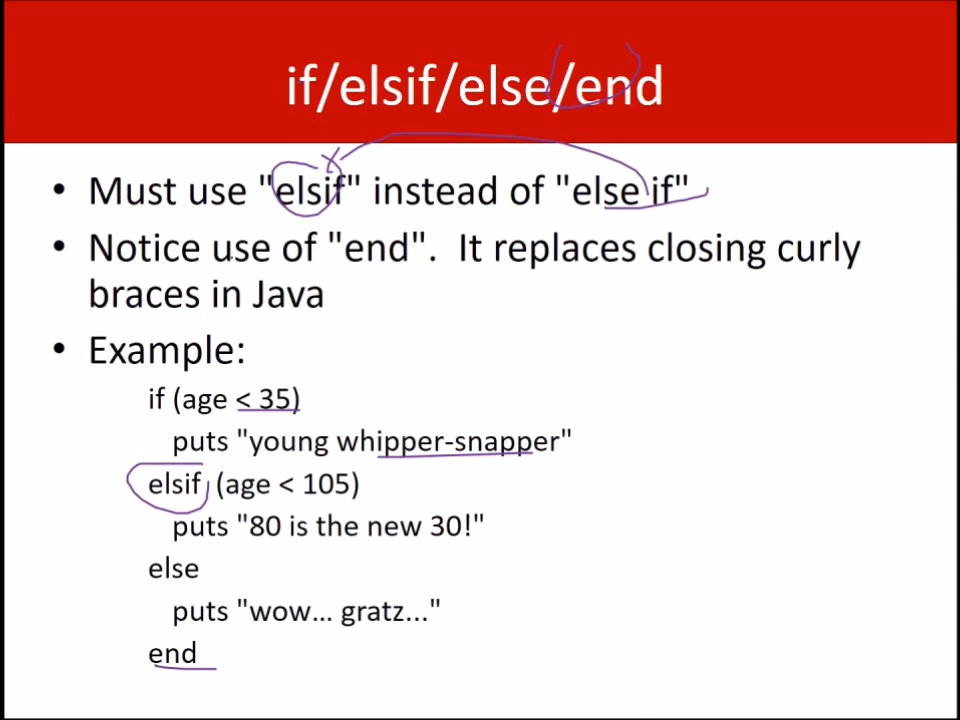 if/elsif/else/end
• Must use "elsif" instead of "else if"
• Notice use of "end".  It replaces closing curly
braces in Java
• Example:
if (age < 35)
puts "young whipper-snapper"
elsif (age < 105)
puts "80 is the new 30!"
else
puts "wow... gratz..."
end